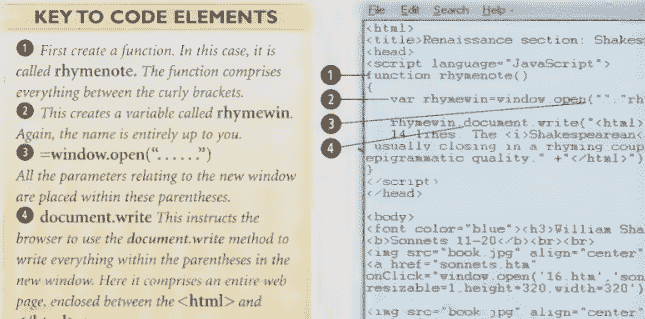 KEY TO CODE ELEMENTS
1 First create a function. In this case, it is
called rhymenote. The function comprises
everything between the curly brackets.
2 This creates a variable called rhymewin.
Again, the name is entirely up to you.
3 =window.open(“......”)
All the parameters relating to the new window
are placed within these parentheses.
4 document.write This instructs the
browser to use the document.write method to
write everything within the parentheses in the
new window. Here it comprises an entire web
page, enclosed between the <html> and
File Edit Search Help
<html>
<title>Renaissance section: Shakes
<head>
<script language="JavaScript">
1 function rhymenote()
{
2 var rhymewin=window.open("","rh
3 rhymewin.document.write("<html>
4 14 lines. The <i>Shakespearean<
usually closing in a rhyming coup
epigrammatic quality." +"</html>")
}
</script>
</head>
<body>
<font color="blue"><h3>William Sha
<b>Sonnets 11-20</b><br><br>
<img src="book.jpg" align="center"
<a href="sonnets.htm"
onClick="window.open('16.htm','son
resizable=1,height=320,width=320')
<img src="book.jpg" align="center"